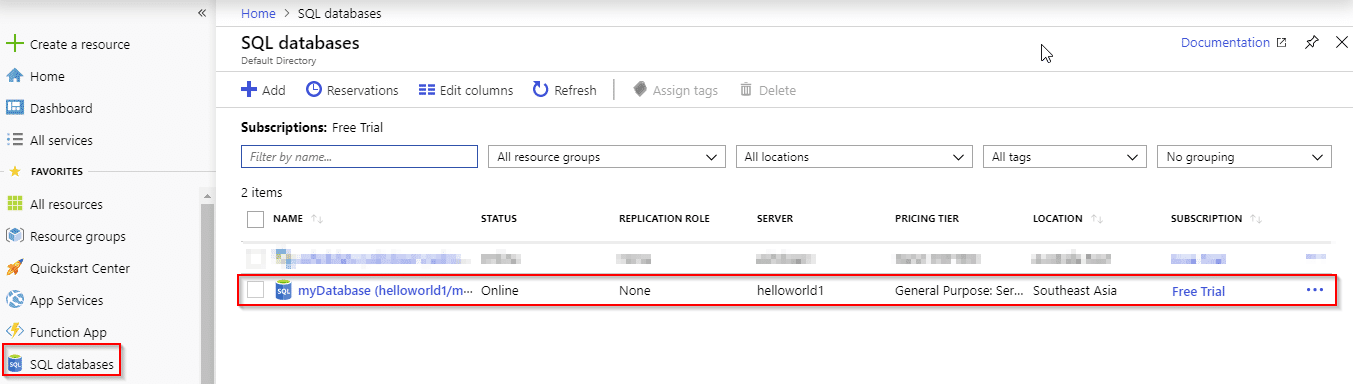 «
Home > SQL databases
Create a resource
Home
Dashboard
All services
FAVORITES
All resources
Resource groups
Quickstart Center
App Services
Function App
SQL databases
SQL databases
Default Directory
Documentation
Add Reservations Edit columns Refresh Assign tags Delete
Subscriptions: Free Trial
Filter by name... All resource groups All locations All tags No grouping
2 items
NAME STATUS REPLICATION ROLE SERVER PRICING TIER LOCATION SUBSCRIPTION
SQL myDatabase (helloworld1/m... Online None helloworld1 General Purpose: Ser... Southeast Asia Free Trial ...